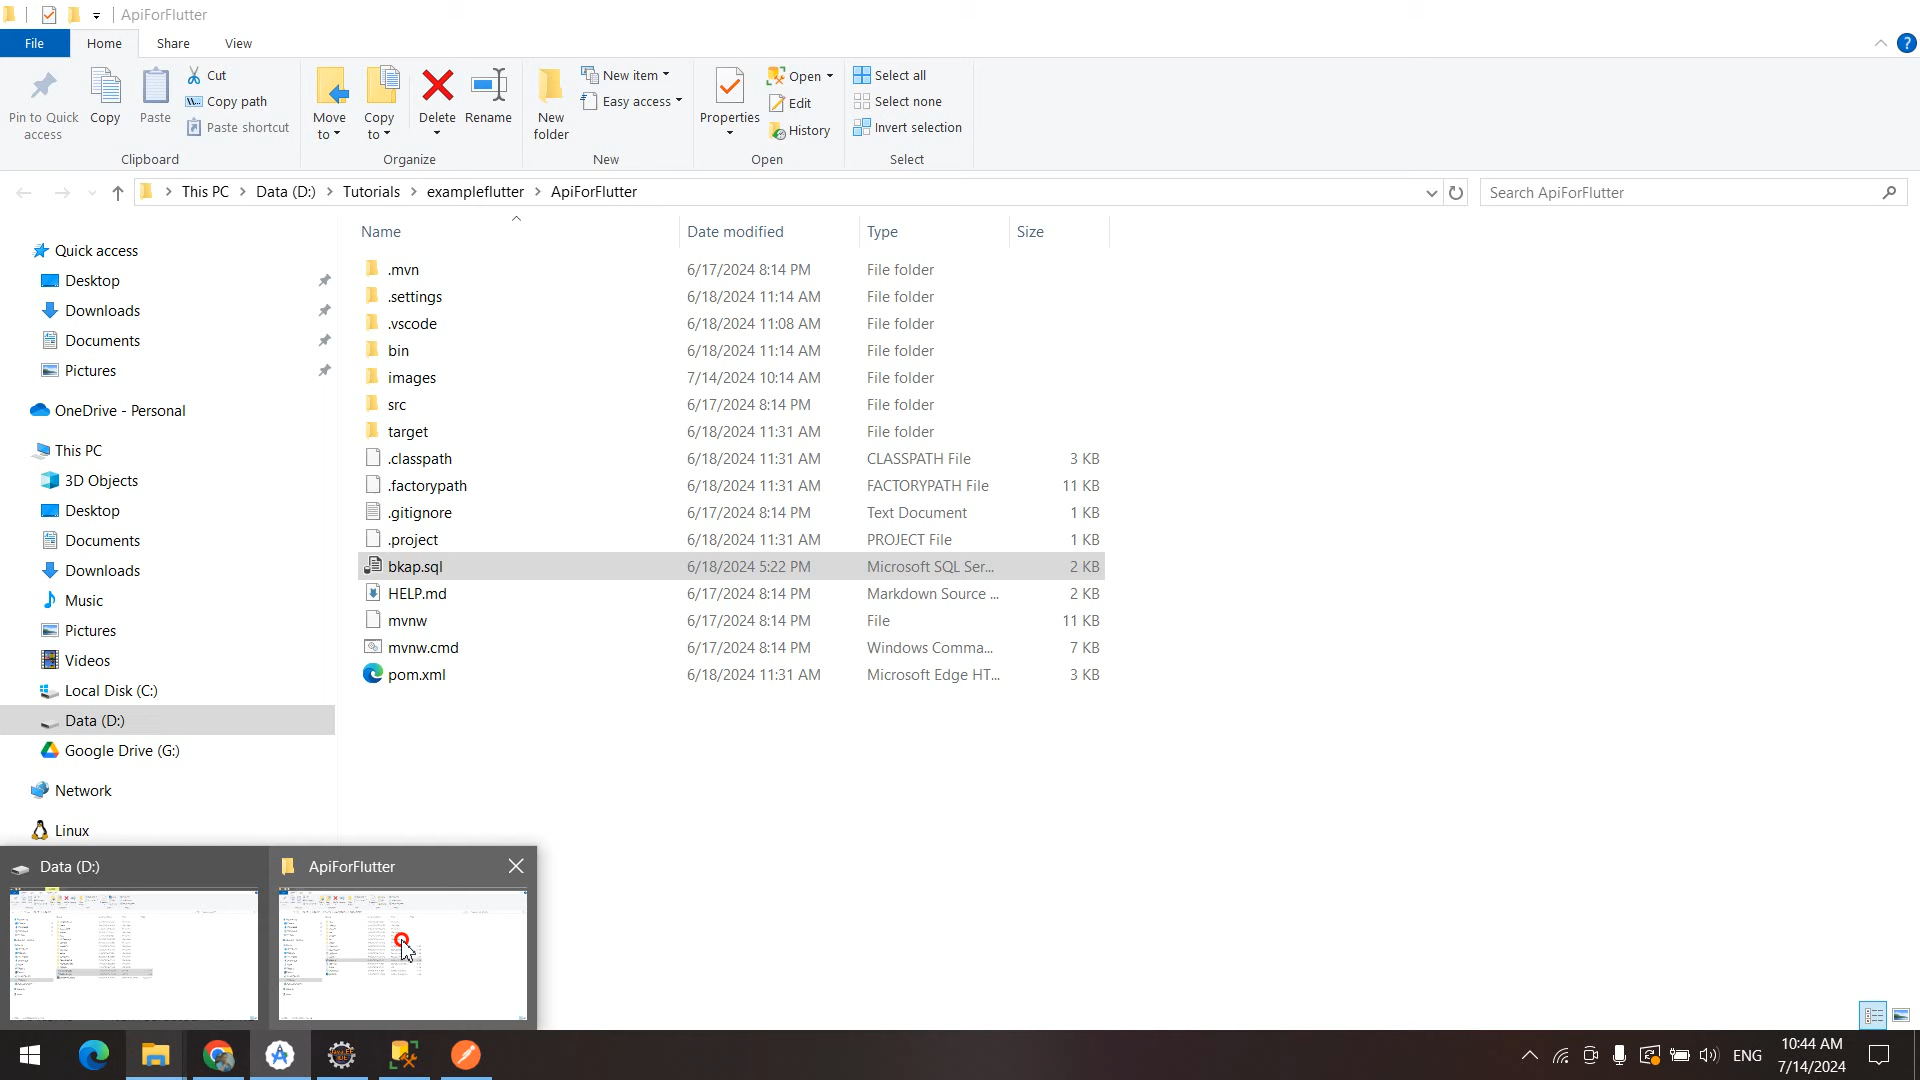 ApiForFlutter
File Home Share View
Pin to Quick access
Copy
Paste
Cut
Copy path
Paste shortcut
Clipboard
Move to
Copy to
Delete
Rename
Organize
New folder
New item
Easy access
New
Properties
Open
Edit
History
Open
Select all
Select none
Invert selection
Select
This PC > Data (D:) > Tutorials > exampleflutter > ApiForFlutter
Search ApiForFlutter
Name Date modified Type Size
.mvn 6/17/2024 8:14 PM File folder
.settings 6/18/2024 11:14 AM File folder
.vscode 6/18/2024 11:08 AM File folder
bin 6/18/2024 11:14 AM File folder
images 7/14/2024 10:14 AM File folder
src 6/17/2024 8:14 PM File folder
target 6/18/2024 11:31 AM File folder
.classpath 6/18/2024 11:31 AM CLASSPATH File 3 KB
.factorypath 6/18/2024 11:31 AM FACTORYPATH File 11 KB
.gitignore 6/17/2024 8:14 PM Text Document 1 KB
.project 6/18/2024 11:31 AM PROJECT File 1 KB
bkap.sql 6/18/2024 5:22 PM Microsoft SQL Ser... 2 KB
HELP.md 6/17/2024 8:14 PM Markdown Source ... 2 KB
mvnw 6/17/2024 8:14 PM File 11 KB
mvnw.cmd 6/17/2024 8:14 PM Windows Comma... 7 KB
pom.xml 6/18/2024 11:31 AM Microsoft Edge HT... 3 KB
Quick access
Desktop
Downloads
Documents
Pictures
OneDrive - Personal
This PC
3D Objects
Desktop
Documents
Downloads
Music
Pictures
Videos
Local Disk (C:)
Data (D:)
Google Drive (G:)
Network
Linux
Data (D:)
ApiForFlutter
ENG
10:44 AM
7/14/2024